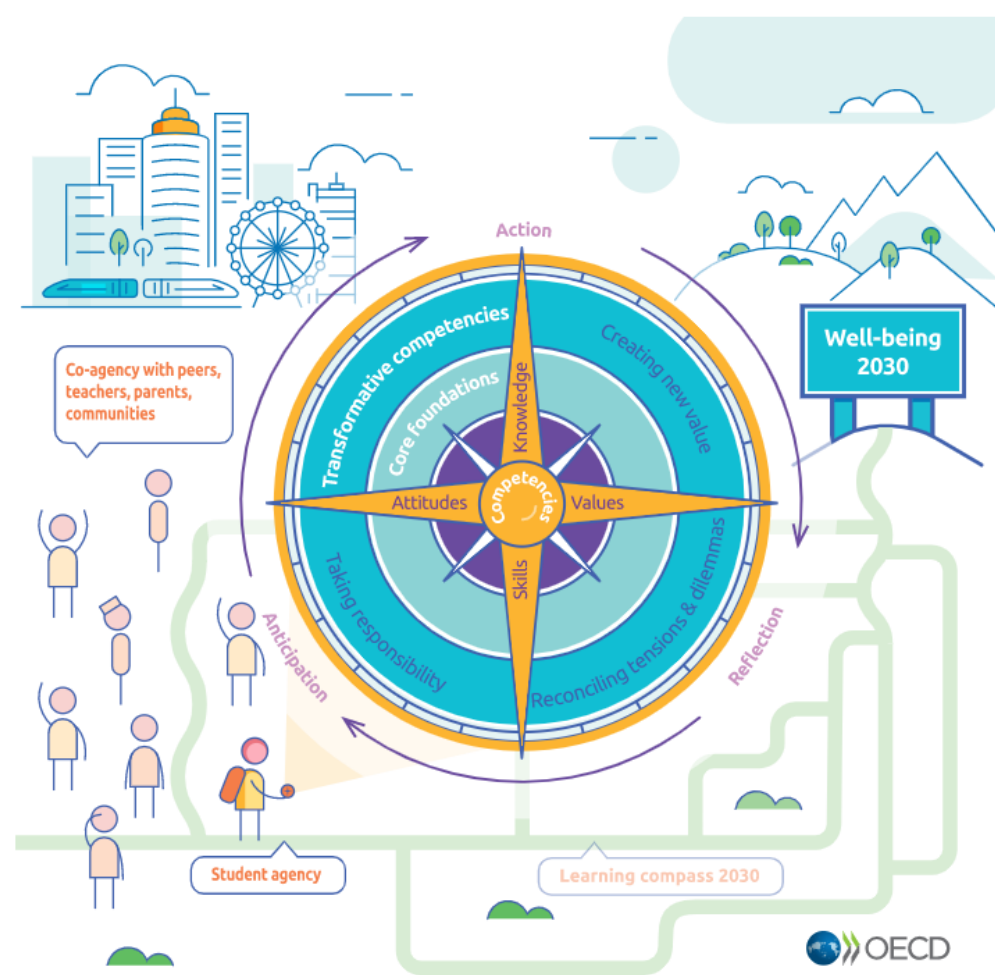 Action
Well-being
2030
Co-agency with peers,
teachers, parents,
communities
Transformative competencies
Creating new value
Core foundations
Knowledge
Competencies
Attitudes
Values
Skills
Taking responsibility
Reconciling tensions & dilemmas
Anticipation
Reflection
Student agency
Learning compass 2030
OECD